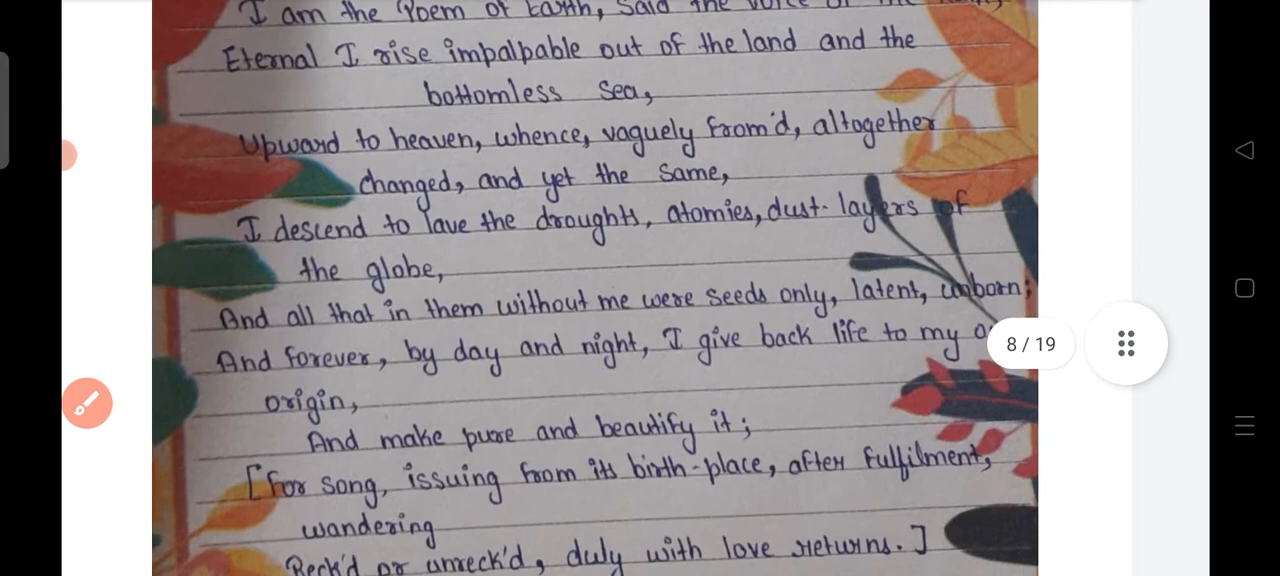 I am the Poem of Earth, said the voice of the
Eternal I rise impalpable out of the land and the
bottomless sea,
Upward to heaven, whence, vaguely from'd, altogether
changed, and yet the same,
I descend to lave the droughts, atomies, dust-layers of
the globe,
And all that in them without me were seeds only, latent, unborn;
And forever, by day and night, I give back life to my
8 / 19
origin,
And make pure and beautify it;
[For song, issuing from its birth-place, after fulfilment,
wandering
Reck'd or unreck'd, duly with love returns.]